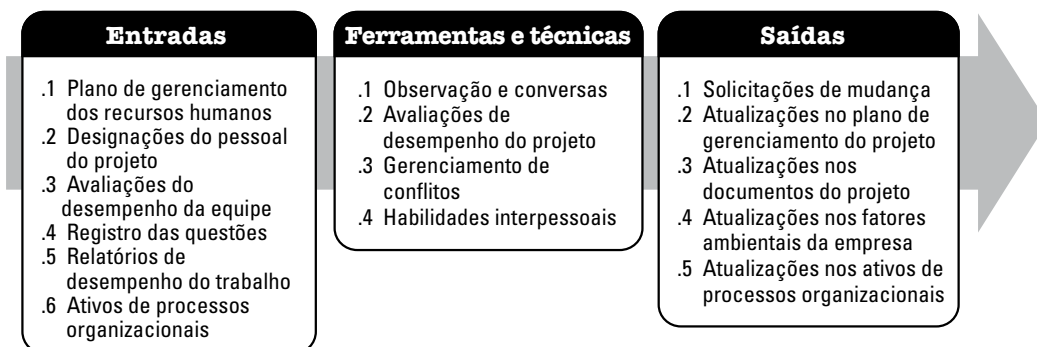 Entradas
.1 Plano de gerenciamento
dos recursos humanos
.2 Designações do pessoal
do projeto
.3 Avaliações do
desempenho da equipe
.4 Registro das questões
.5 Relatórios de
desempenho do trabalho
.6 Ativos de processos
organizacionais
Ferramentas e técnicas
.1 Observação e conversas
.2 Avaliações de
desempenho do projeto
.3 Gerenciamento de
conflitos
.4 Habilidades interpessoais
Saídas
.1 Solicitações de mudança
.2 Atualizações no plano de
gerenciamento do projeto
.3 Atualizações nos
documentos do projeto
.4 Atualizações nos fatores
ambientais da empresa
.5 Atualizações nos ativos de
processos organizacionais